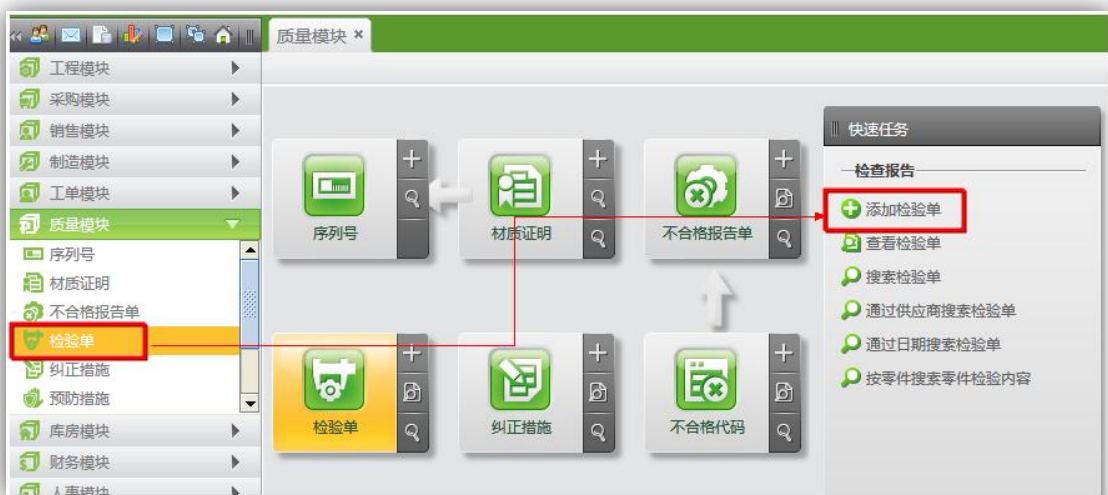 质量模块 ×
工程模块
采购模块
销售模块
制造模块
工单模块
质量模块
序列号
材质证明
不合格报告单
检验单
纠正措施
预防措施
库房模块
财务模块
人事模块
序列号
材质证明
不合格报告单
检验单
纠正措施
不合格代码
快速任务
检查报告
添加检验单
查看检验单
搜索检验单
通过供应商搜索检验单
通过日期搜索检验单
按零件搜索零件检验内容